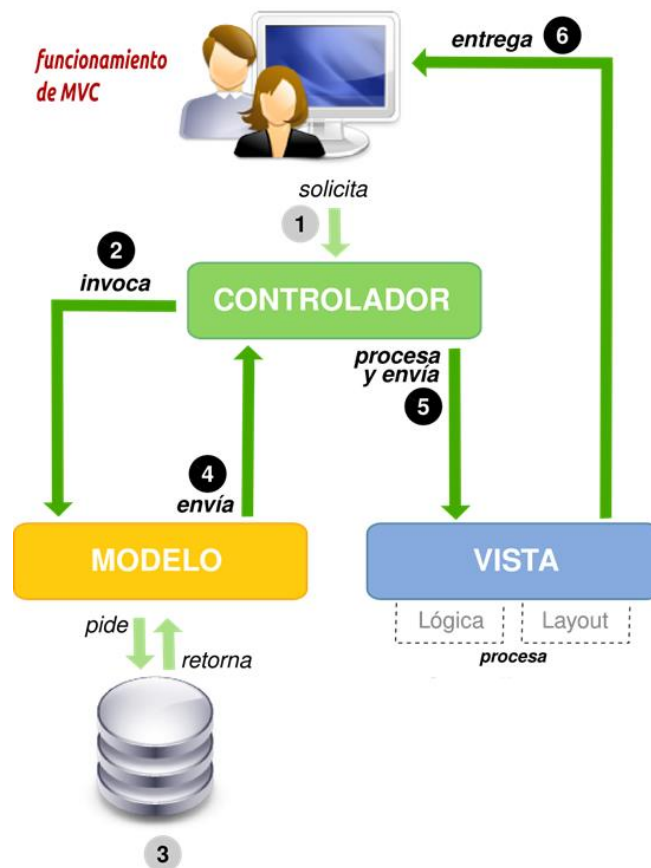 funcionamiento
de MVC
entrega 6
solicita
1
2
invoca
CONTROLADOR
procesa
y envía
5
4
envía
MODELO
VISTA
pide
retorna
Lógica
Layout
procesa
3